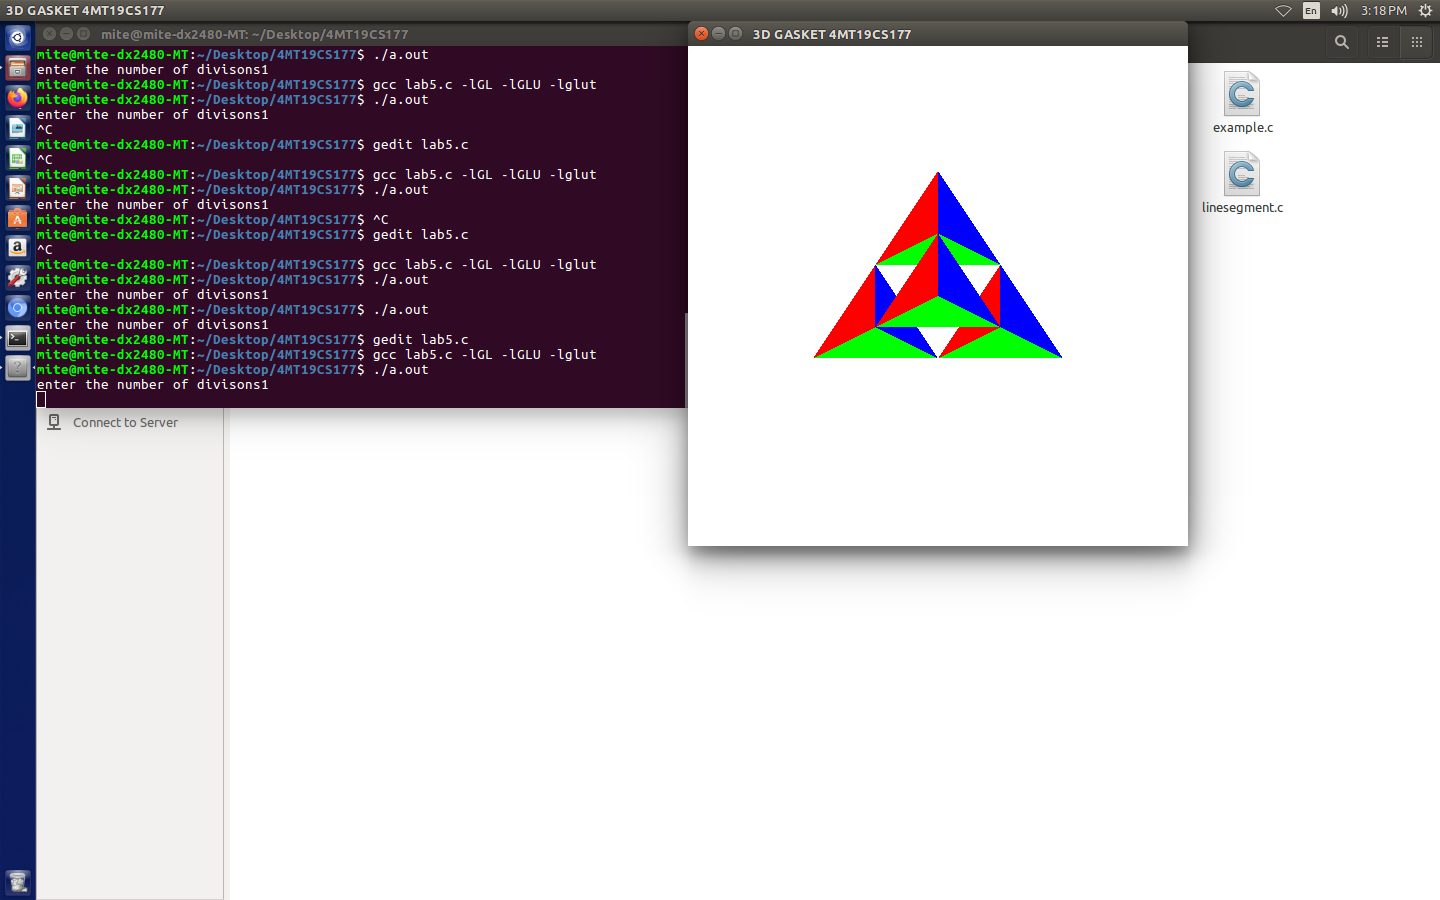 3D GASKET 4MT19CS177
En
3:18 PM
mite@mite-dx2480-MT: ~/Desktop/4MT19CS177
mite@mite-dx2480-MT:~/Desktop/4MT19CS177$ ./a.out
enter the number of divisons1
mite@mite-dx2480-MT:~/Desktop/4MT19CS177$ gcc lab5.c -lGL -lGLU -lglut
mite@mite-dx2480-MT:~/Desktop/4MT19CS177$ ./a.out
enter the number of divisons1
^C
mite@mite-dx2480-MT:~/Desktop/4MT19CS177$ gedit lab5.c
^C
mite@mite-dx2480-MT:~/Desktop/4MT19CS177$ gcc lab5.c -lGL -lGLU -lglut
mite@mite-dx2480-MT:~/Desktop/4MT19CS177$ ./a.out
enter the number of divisons1
mite@mite-dx2480-MT:~/Desktop/4MT19CS177$ ^C
mite@mite-dx2480-MT:~/Desktop/4MT19CS177$ gedit lab5.c
^C
mite@mite-dx2480-MT:~/Desktop/4MT19CS177$ gcc lab5.c -lGL -lGLU -lglut
mite@mite-dx2480-MT:~/Desktop/4MT19CS177$ ./a.out
enter the number of divisons1
mite@mite-dx2480-MT:~/Desktop/4MT19CS177$ ./a.out
enter the number of divisons1
mite@mite-dx2480-MT:~/Desktop/4MT19CS177$ gedit lab5.c
mite@mite-dx2480-MT:~/Desktop/4MT19CS177$ gcc lab5.c -lGL -lGLU -lglut
mite@mite-dx2480-MT:~/Desktop/4MT19CS177$ ./a.out
enter the number of divisons1
Connect to Server
3D GASKET 4MT19CS177
C
example.c
C
linesegment.c